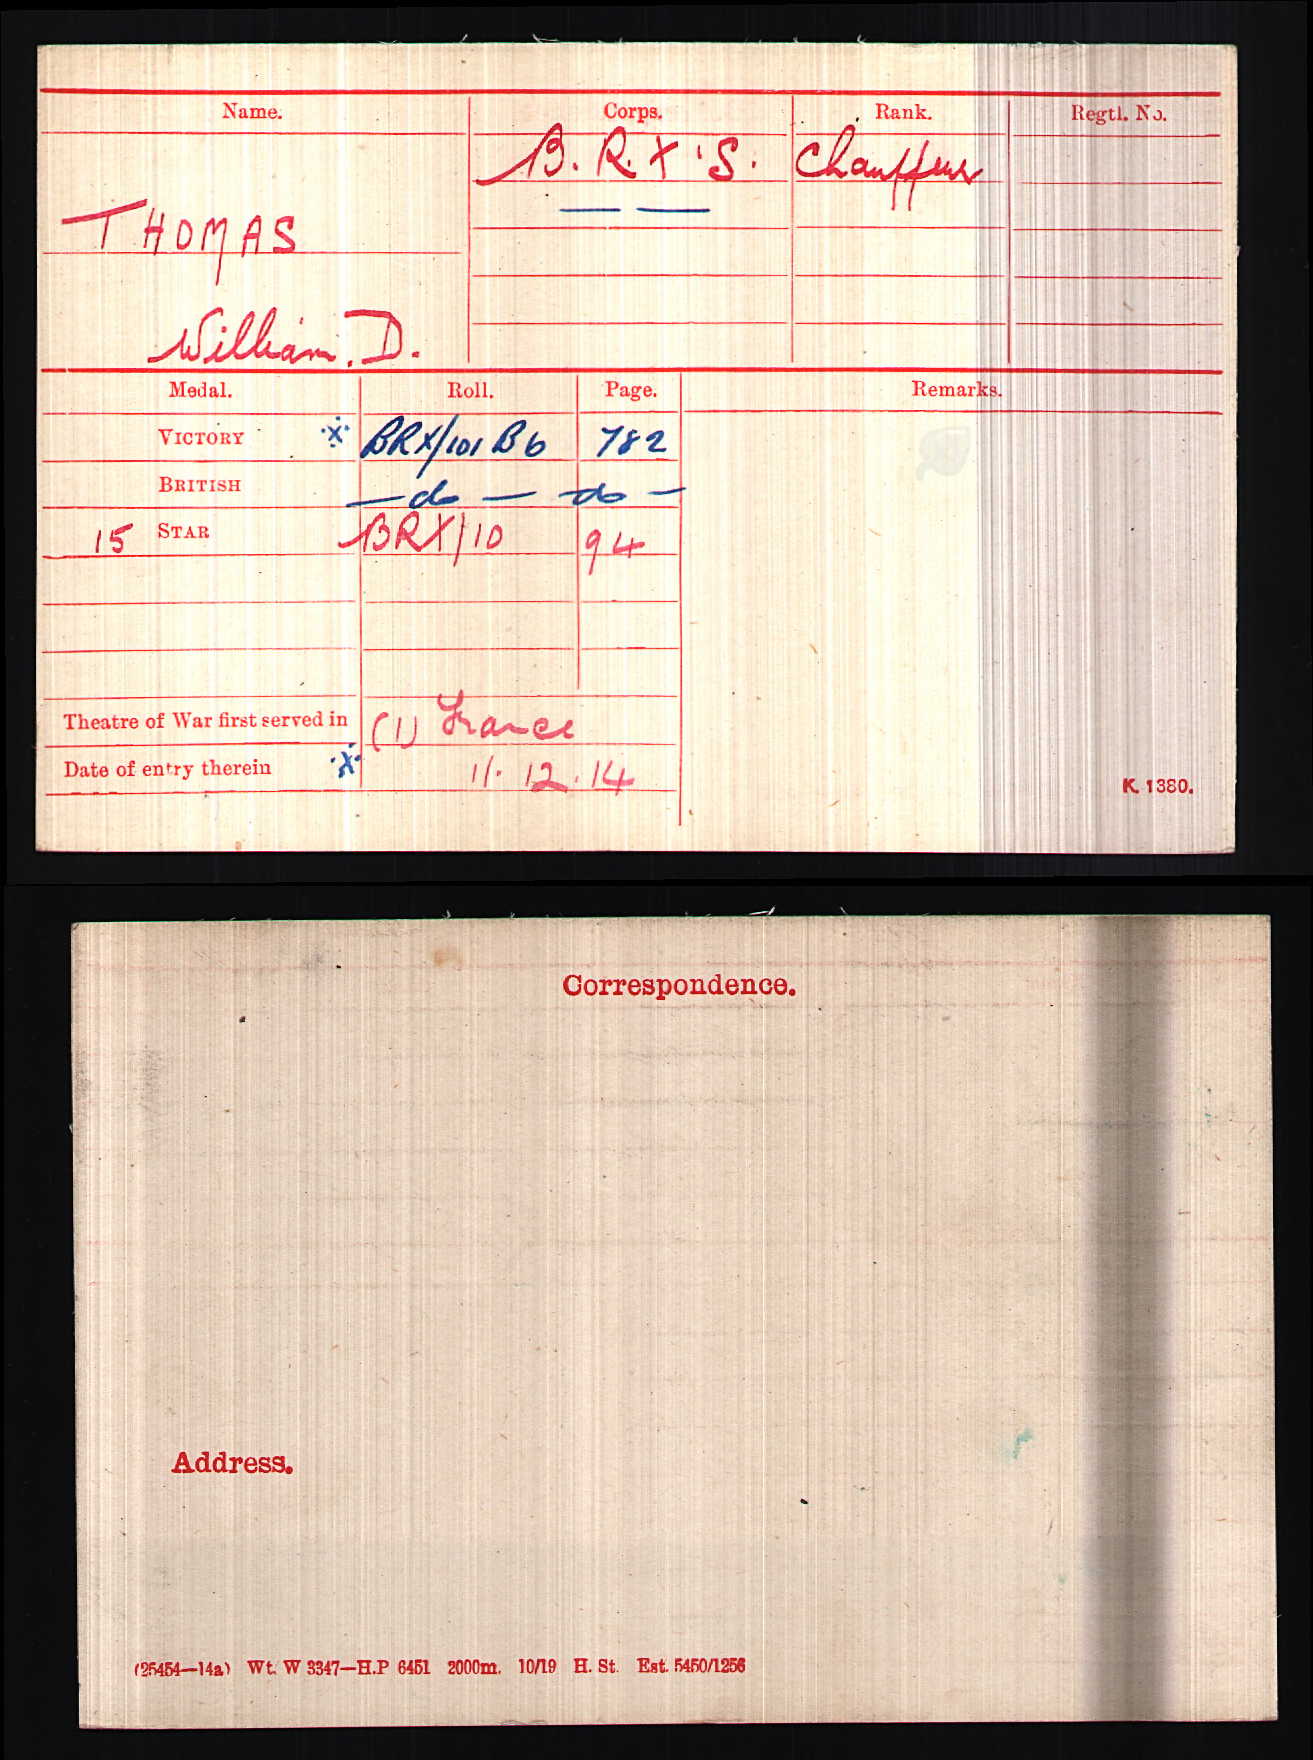 Name. Corps. Rank. Regtl. No.
B. R. X 'S. Chauffeur
THOMAS
William. D.
Medal. Roll. Page. Remarks.
VICTORY BRX/101 B6 782
BRITISH — do — do —
15 STAR BRX/10 94
Theatre of War first served in (1) France
Date of entry therein 11. 12. 14
K. 1380.
Correspondence.
Address.
(25454—14a) Wt. W 3347—H.P 6451 2000m. 10/19 H. St. Est. 5450/1256